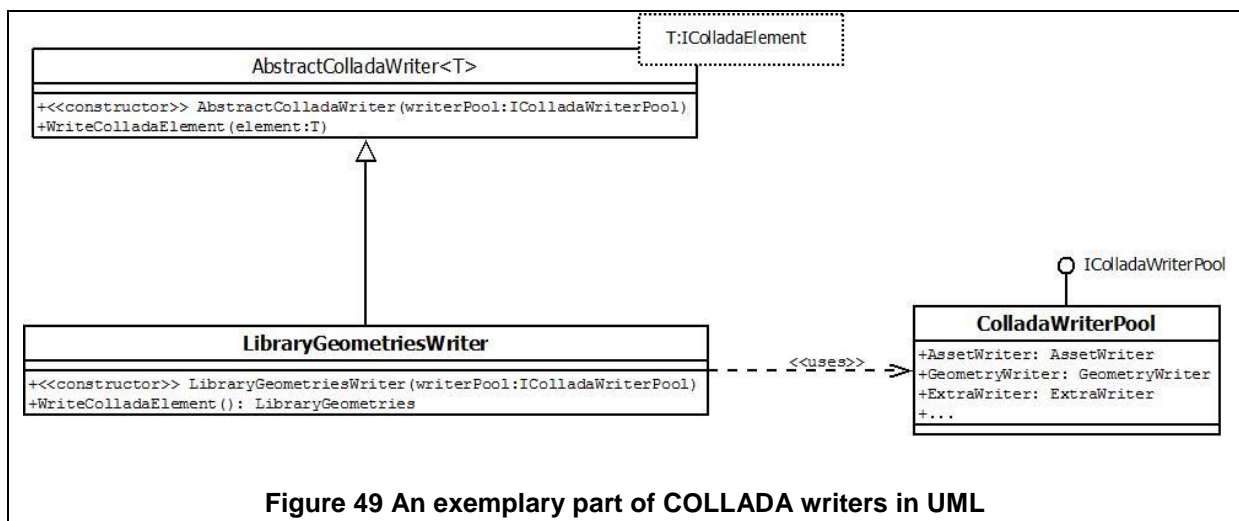 T:IColladaElement
AbstractColladaWriter<T>
+<<constructor>> AbstractColladaWriter(writerPool:IColladaWriterPool)
+WriteColladaElement(element:T)
IColladaWriterPool
LibraryGeometriesWriter
+<<constructor>> LibraryGeometriesWriter(writerPool:IColladaWriterPool)
+WriteColladaElement(): LibraryGeometries
<<uses>>
ColladaWriterPool
+AssetWriter: AssetWriter
+GeometryWriter: GeometryWriter
+ExtraWriter: ExtraWriter
+...
Figure 49 An exemplary part of COLLADA writers in UML